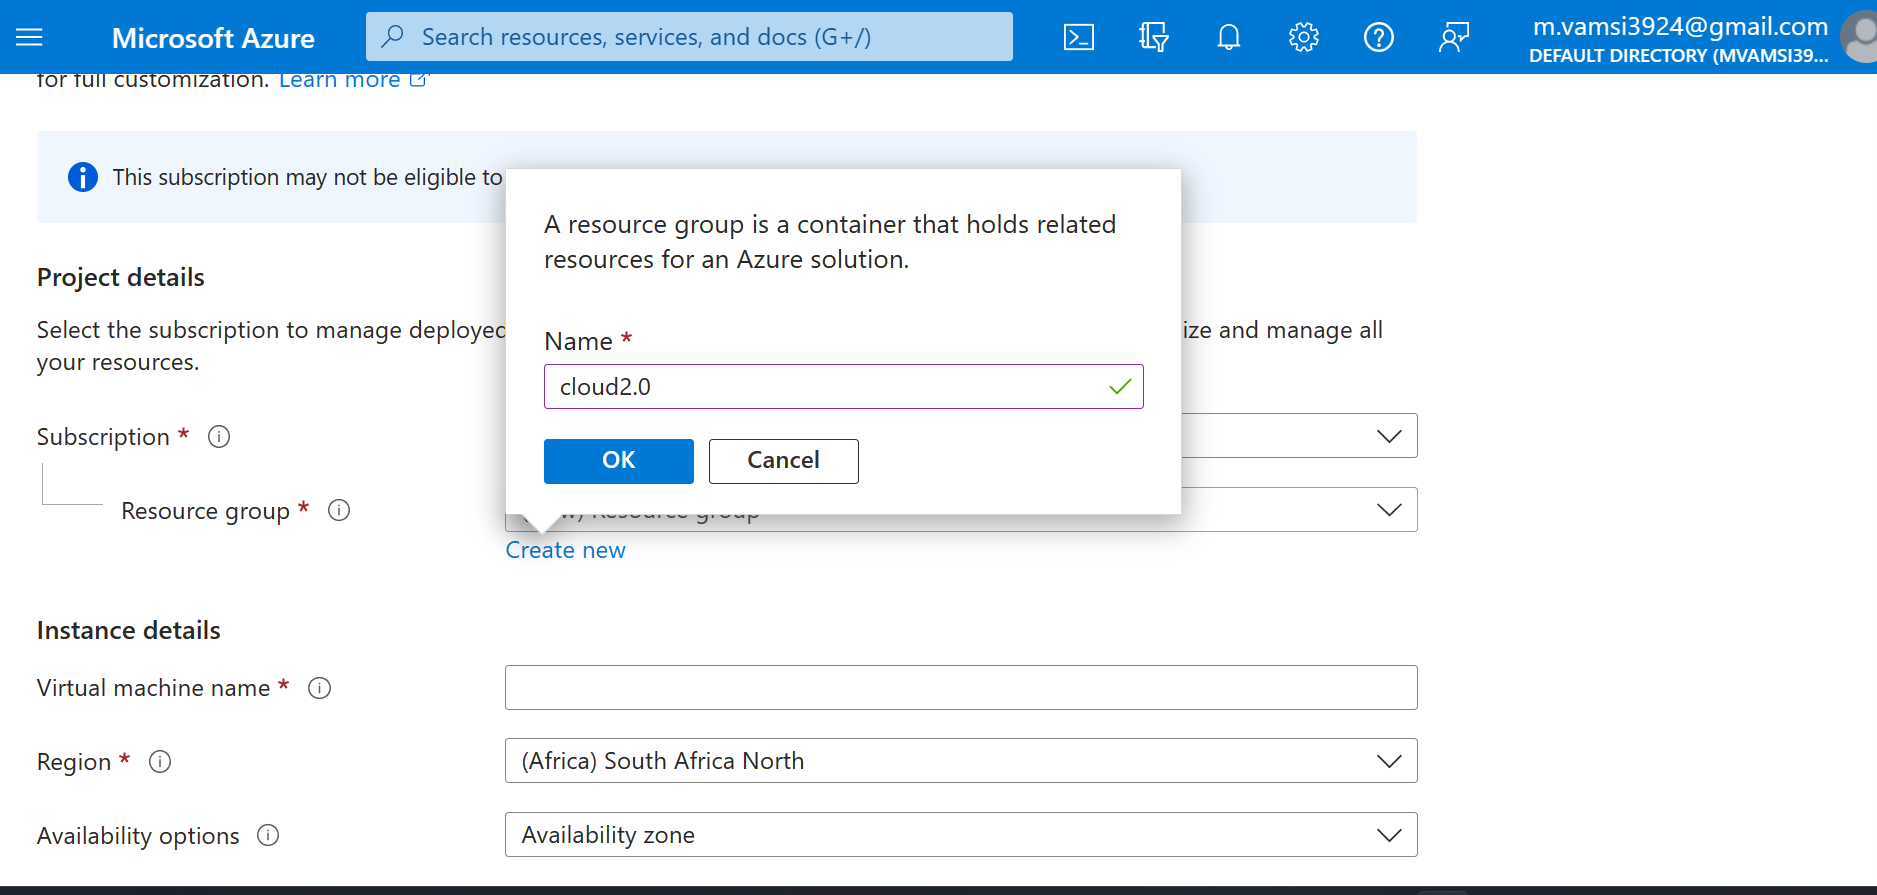 Microsoft Azure
Search resources, services, and docs (G+/)
m.vamsi3924@gmail.com
DEFAULT DIRECTORY (MVAMSI39...
for full customization. Learn more
This subscription may not be eligible to
A resource group is a container that holds related
resources for an Azure solution.
Name *
cloud2.0
OK
Cancel
Project details
Select the subscription to manage deployed
ize and manage all
your resources.
Subscription *
Resource group *
Resource group
Create new
Instance details
Virtual machine name *
Region *
(Africa) South Africa North
Availability options
Availability zone